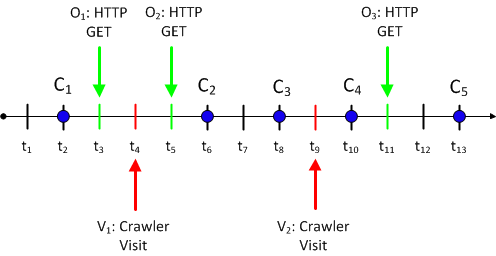 O₁: HTTP GET
O₂: HTTP GET
O₃: HTTP GET
C₁
C₂
C₃
C₄
C₅
t₁ t₂ t₃ t₄ t₅ t₆ t₇ t₈ t₉ t₁₀ t₁₁ t₁₂ t₁₃
V₁: Crawler
Visit
V₂: Crawler
Visit